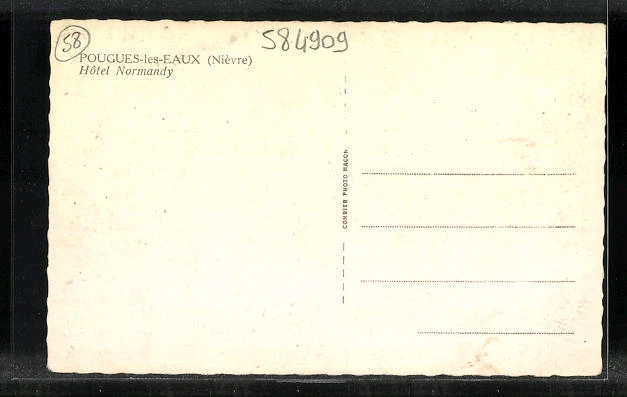 58
584909
POUGUES-les-EAUX (Nièvre)
Hôtel Normandy
COMBIER PHOTO MACON